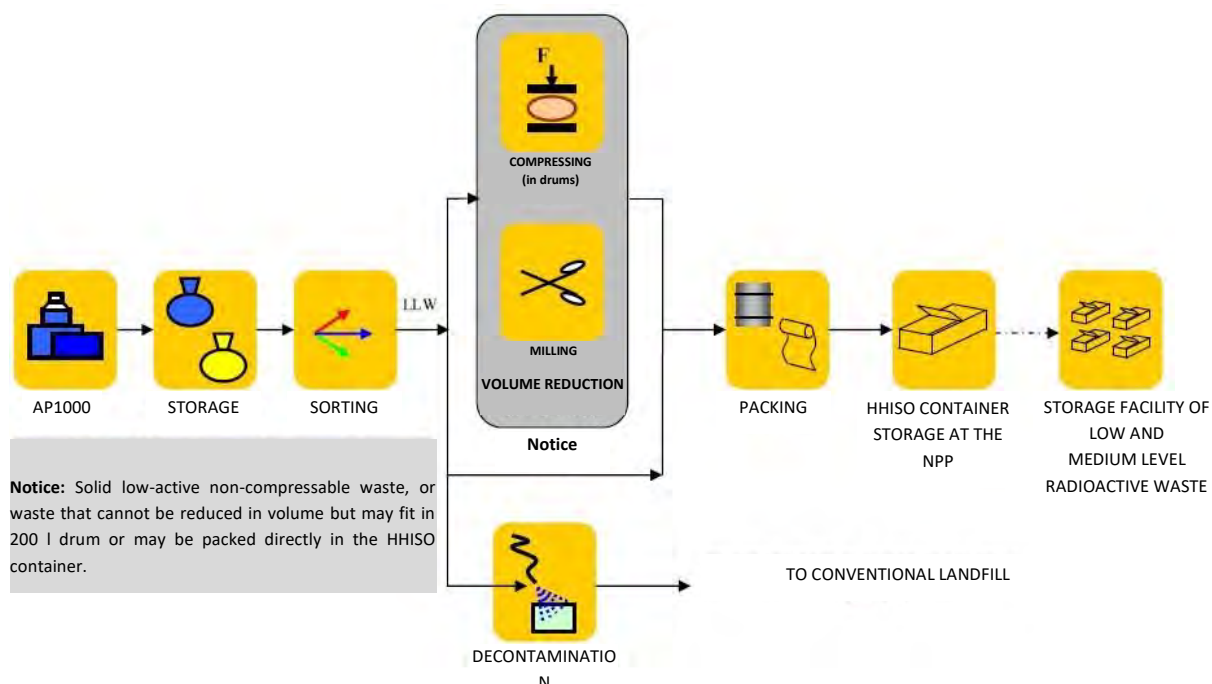 F
COMPRESSING
(in drums)
MILLING
VOLUME REDUCTION
Notice
LLW
AP1000
STORAGE
SORTING
PACKING
HHISO CONTAINER
STORAGE AT THE
NPP
STORAGE FACILITY OF
LOW AND
MEDIUM LEVEL
RADIOACTIVE WASTE
Notice: Solid low-active non-compressable waste, or
waste that cannot be reduced in volume but may fit in
200 l drum or may be packed directly in the HHISO
container.
TO CONVENTIONAL LANDFILL
DECONTAMINATIO
N